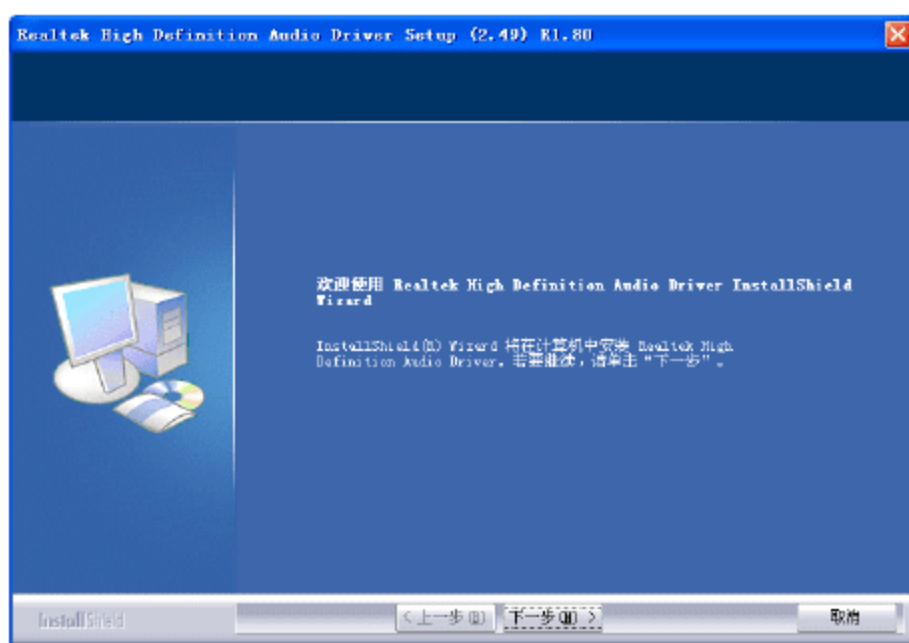 Realtek High Definition Audio Driver Setup (2.49) R1.80
欢迎使用 Realtek High Definition Audio Driver InstallShield
Wizard
InstallShield(R) Wizard 将在计算机中安装 Realtek High
Definition Audio Driver。若要继续，请单击“下一步”。
InstallShield
<上一步(B)
下一步(N) >
取消